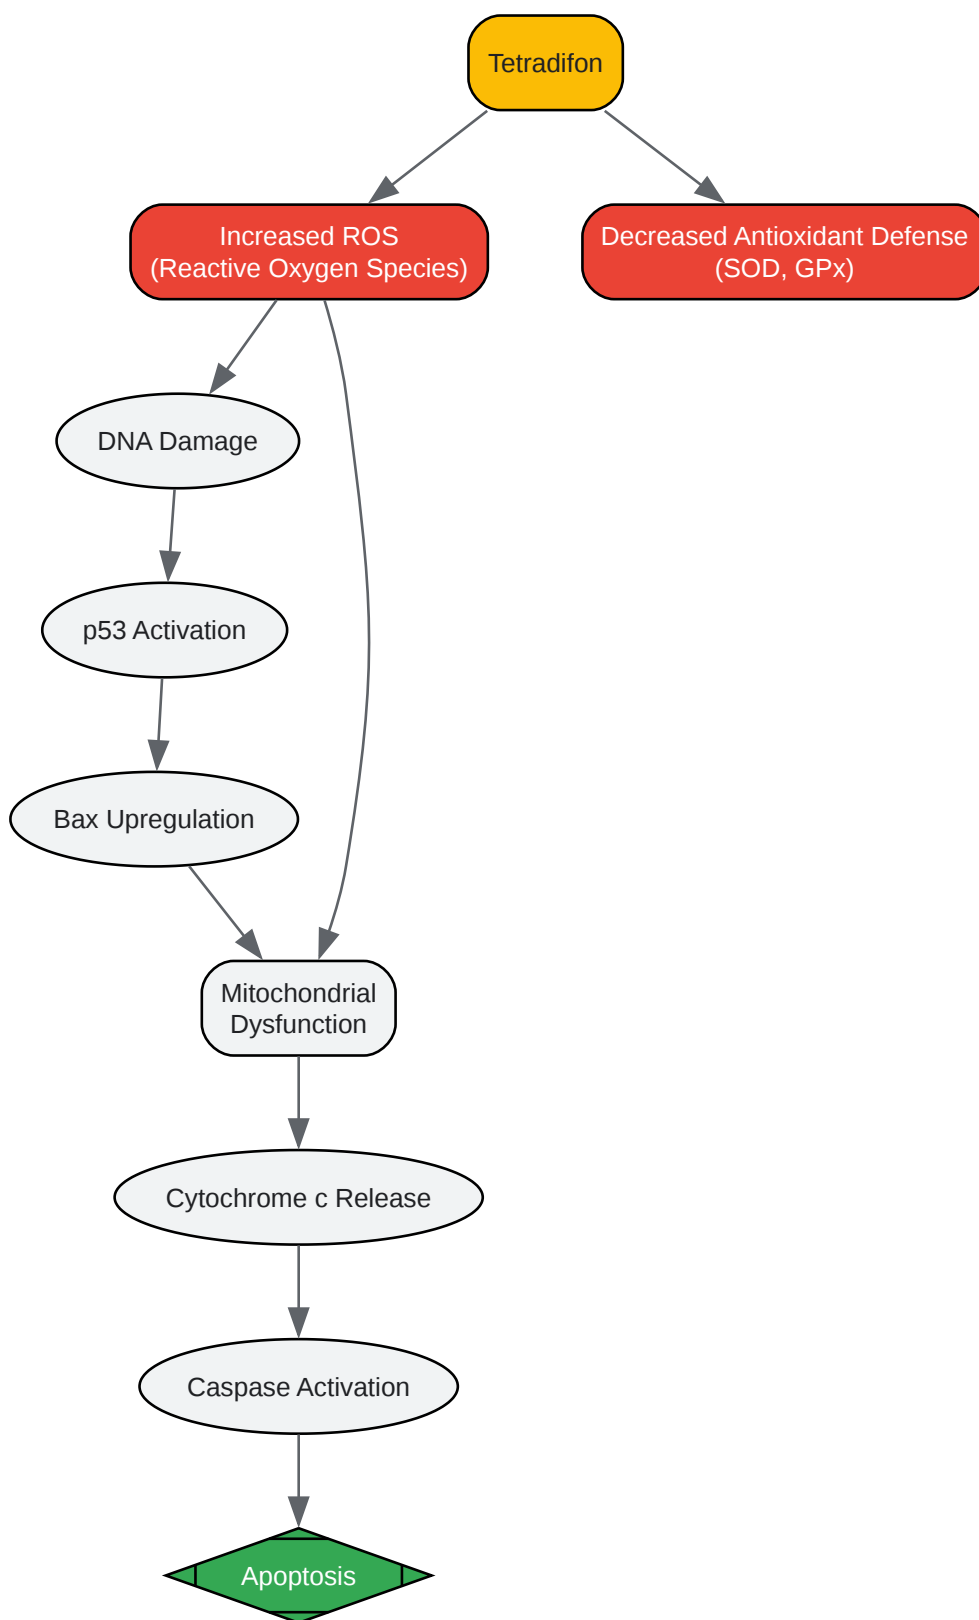 Tetradifon
Increased ROS
(Reactive Oxygen Species)
Decreased Antioxidant Defense
(SOD, GPx)
DNA Damage
p53 Activation
Bax Upregulation
Mitochondrial
Dysfunction
Cytochrome c Release
Caspase Activation
Apoptosis